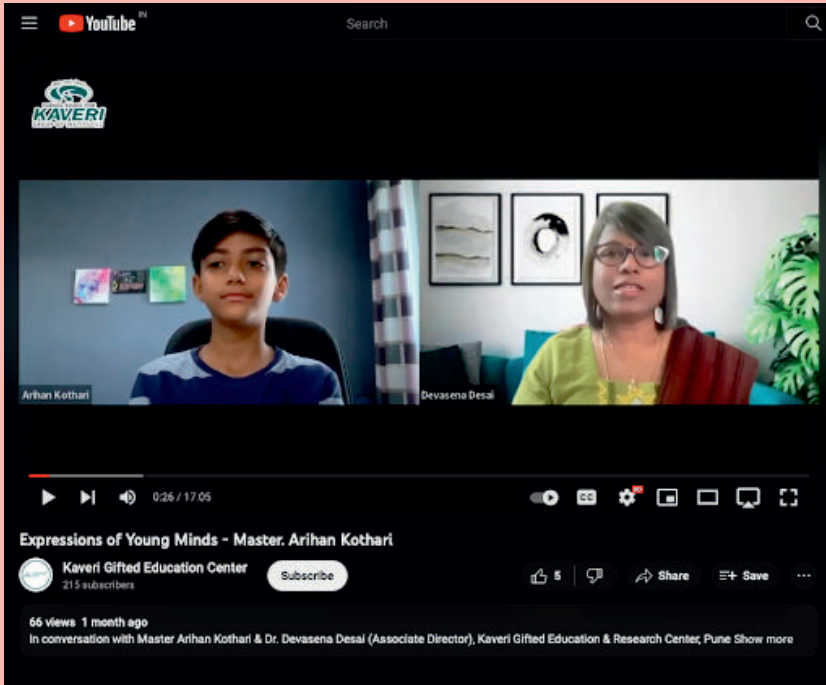 YouTube IN
Search
KAVERI
Arihan Kothari
Devasena Desai
0:26 / 17:05
CC
HD
Expressions of Young Minds - Master. Arihan Kothari
Kaveri Gifted Education Center
215 subscribers
Subscribe
5
Share
Save
66 views 1 month ago
In conversation with Master Arihan Kothari & Dr. Devasena Desai (Associate Director), Kaveri Gifted Education & Research Center, Pune Show more